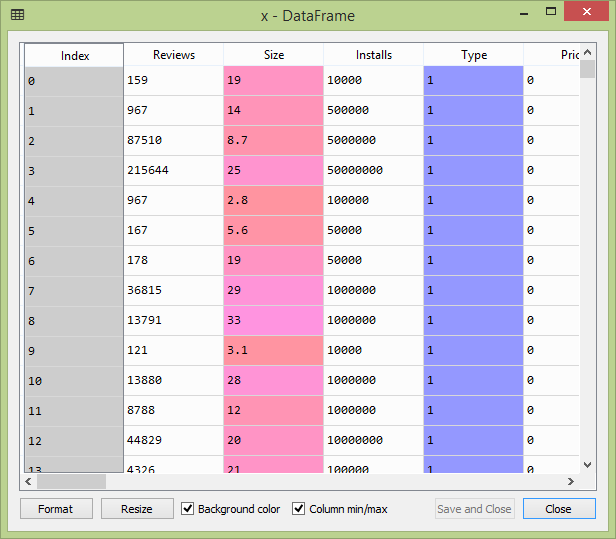 x - DataFrame
Index Reviews Size Installs Type Pric
0 159 19 10000 1 0
1 967 14 500000 1 0
2 87510 8.7 5000000 1 0
3 215644 25 50000000 1 0
4 967 2.8 100000 1 0
5 167 5.6 50000 1 0
6 178 19 50000 1 0
7 36815 29 1000000 1 0
8 13791 33 1000000 1 0
9 121 3.1 10000 1 0
10 13880 28 1000000 1 0
11 8788 12 1000000 1 0
12 44829 20 10000000 1 0
13 4326 21 100000 1 0
Format Resize Background color Column min/max Save and Close Close